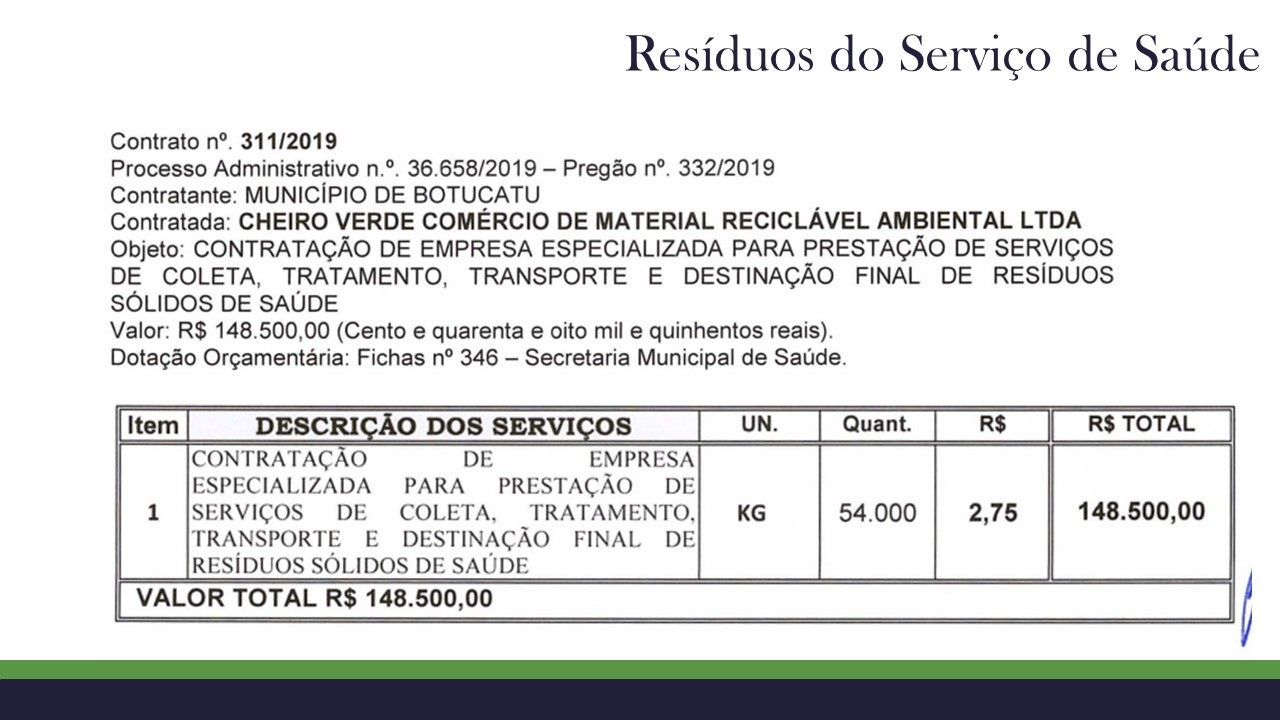 Resíduos do Serviço de Saúde
Contrato nº. 311/2019
Processo Administrativo n.º. 36.658/2019 – Pregão nº. 332/2019
Contratante: MUNICÍPIO DE BOTUCATU
Contratada: CHEIRO VERDE COMÉRCIO DE MATERIAL RECICLÁVEL AMBIENTAL LTDA
Objeto: CONTRATAÇÃO DE EMPRESA ESPECIALIZADA PARA PRESTAÇÃO DE SERVIÇOS
DE COLETA, TRATAMENTO, TRANSPORTE E DESTINAÇÃO FINAL DE RESÍDUOS
SÓLIDOS DE SAÚDE
Valor: R$ 148.500,00 (Cento e quarenta e oito mil e quinhentos reais).
Dotação Orçamentária: Fichas nº 346 – Secretaria Municipal de Saúde.
Item DESCRIÇÃO DOS SERVIÇOS UN. Quant. R$ R$ TOTAL
CONTRATAÇÃO DE EMPRESA
ESPECIALIZADA PARA PRESTAÇÃO DE
1 SERVIÇOS DE COLETA, TRATAMENTO, KG 54.000 2,75 148.500,00
TRANSPORTE E DESTINAÇÃO FINAL DE
RESÍDUOS SÓLIDOS DE SAÚDE
VALOR TOTAL R$ 148.500,00